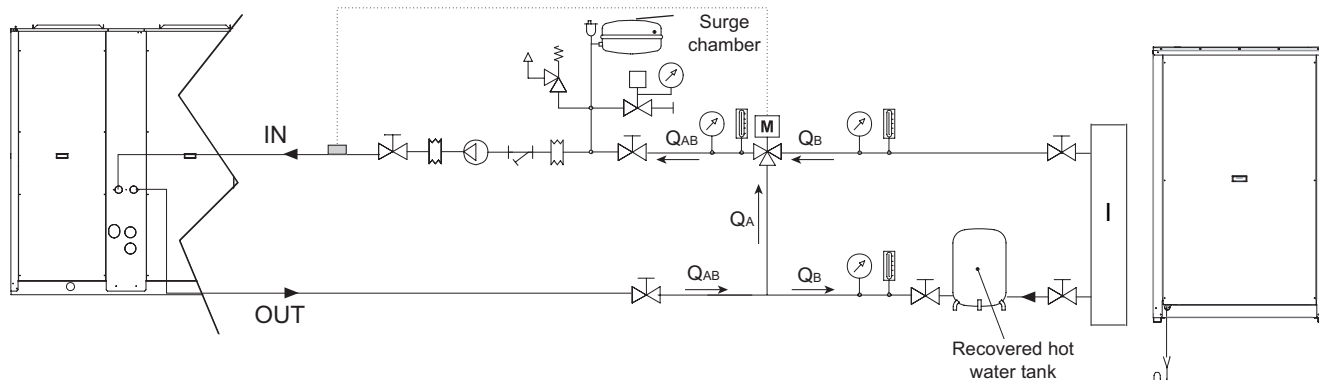 Surge
chamber
IN
M
QAB
QB
QA
I
QAB
QB
OUT
Recovered hot
water tank